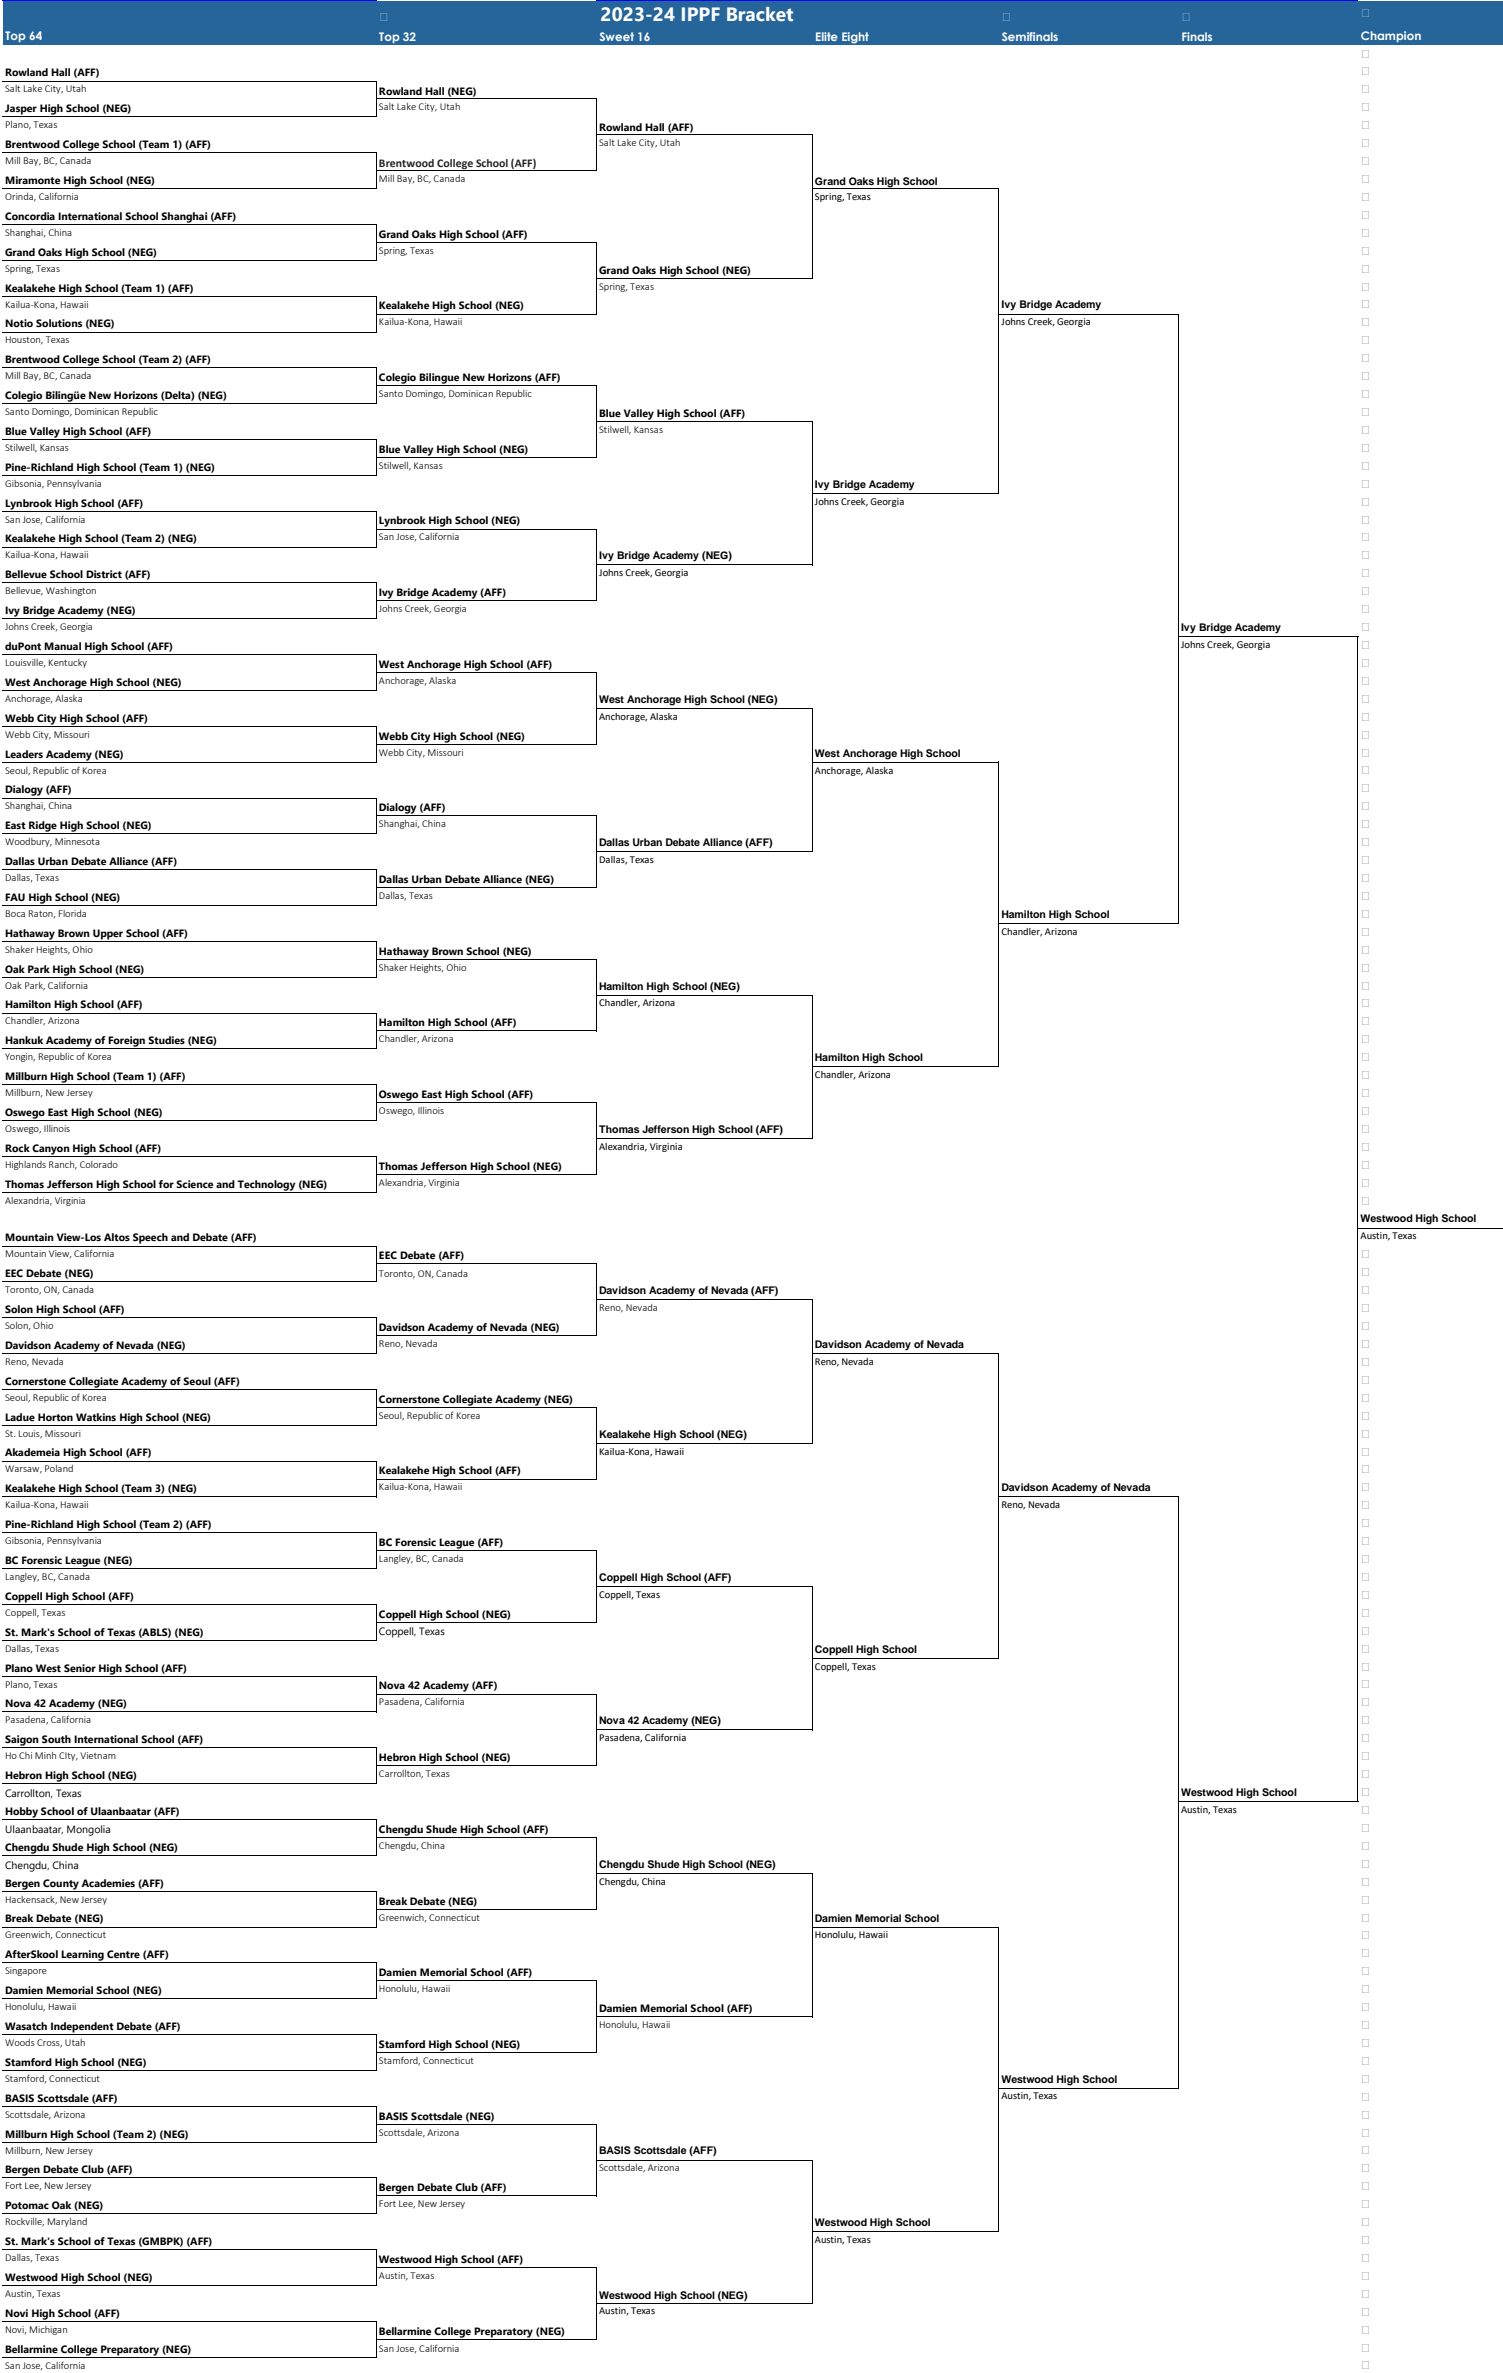 2023-24 IPPF Bracket
Top 64
Top 32
Sweet 16
Elite Eight
Semifinals
Finals
Champion
Rowland Hall (AFF)
Salt Lake City, Utah
Jasper High School (NEG)
Plano, Texas
Brentwood College School (Team 1) (AFF)
Mill Bay, BC, Canada
Miramonte High School (NEG)
Orinda, California
Concordia International School Shanghai (AFF)
Shanghai, China
Grand Oaks High School (NEG)
Spring, Texas
Kealakehe High School (Team 1) (AFF)
Kailua-Kona, Hawaii
Notio Solutions (NEG)
Houston, Texas
Brentwood College School (Team 2) (AFF)
Mill Bay, BC, Canada
Colegio Bilingüe New Horizons (Delta) (NEG)
Santo Domingo, Dominican Republic
Blue Valley High School (AFF)
Stilwell, Kansas
Pine-Richland High School (Team 1) (NEG)
Gibsonia, Pennsylvania
Lynbrook High School (AFF)
San Jose, California
Kealakehe High School (Team 2) (NEG)
Kailua-Kona, Hawaii
Bellevue School District (AFF)
Bellevue, Washington
Ivy Bridge Academy (NEG)
Johns Creek, Georgia
duPont Manual High School (AFF)
Louisville, Kentucky
West Anchorage High School (NEG)
Anchorage, Alaska
Webb City High School (AFF)
Webb City, Missouri
Leaders Academy (NEG)
Seoul, Republic of Korea
Dialogy (AFF)
Shanghai, China
East Ridge High School (NEG)
Woodbury, Minnesota
Dallas Urban Debate Alliance (AFF)
Dallas, Texas
FAU High School (NEG)
Boca Raton, Florida
Hathaway Brown Upper School (AFF)
Shaker Heights, Ohio
Oak Park High School (NEG)
Oak Park, California
Hamilton High School (AFF)
Chandler, Arizona
Hankuk Academy of Foreign Studies (NEG)
Yongin, Republic of Korea
Millburn High School (Team 1) (AFF)
Millburn, New Jersey
Oswego East High School (NEG)
Oswego, Illinois
Rock Canyon High School (AFF)
Highlands Ranch, Colorado
Thomas Jefferson High School for Science and Technology (NEG)
Alexandria, Virginia
Mountain View-Los Altos Speech and Debate (AFF)
Mountain View, California
EEC Debate (NEG)
Toronto, ON, Canada
Solon High School (AFF)
Solon, Ohio
Davidson Academy of Nevada (NEG)
Reno, Nevada
Cornerstone Collegiate Academy of Seoul (AFF)
Seoul, Republic of Korea
Ladue Horton Watkins High School (NEG)
St. Louis, Missouri
Akademeia High School (AFF)
Warsaw, Poland
Kealakehe High School (Team 3) (NEG)
Kailua-Kona, Hawaii
Pine-Richland High School (Team 2) (AFF)
Gibsonia, Pennsylvania
BC Forensic League (NEG)
Langley, BC, Canada
Coppell High School (AFF)
Coppell, Texas
St. Mark's School of Texas (ABLS) (NEG)
Dallas, Texas
Plano West Senior High School (AFF)
Plano, Texas
Nova 42 Academy (NEG)
Pasadena, California
Saigon South International School (AFF)
Ho Chi Minh CIty, Vietnam
Hebron High School (NEG)
Carrollton, Texas
Hobby School of Ulaanbaatar (AFF)
Ulaanbaatar, Mongolia
Chengdu Shude High School (NEG)
Chengdu, China
Bergen County Academies (AFF)
Hackensack, New Jersey
Break Debate (NEG)
Greenwich, Connecticut
AfterSkool Learning Centre (AFF)
Singapore
Damien Memorial School (NEG)
Honolulu, Hawaii
Wasatch Independent Debate (AFF)
Woods Cross, Utah
Stamford High School (NEG)
Stamford, Connecticut
BASIS Scottsdale (AFF)
Scottsdale, Arizona
Millburn High School (Team 2) (NEG)
Millburn, New Jersey
Bergen Debate Club (AFF)
Fort Lee, New Jersey
Potomac Oak (NEG)
Rockville, Maryland
St. Mark's School of Texas (GMBPK) (AFF)
Dallas, Texas
Westwood High School (NEG)
Austin, Texas
Novi High School (AFF)
Novi, Michigan
Bellarmine College Preparatory (NEG)
San Jose, California
Rowland Hall (NEG)
Salt Lake City, Utah
Brentwood College School (AFF)
Mill Bay, BC, Canada
Grand Oaks High School (AFF)
Spring, Texas
Kealakehe High School (NEG)
Kailua-Kona, Hawaii
Colegio Bilingue New Horizons (AFF)
Santo Domingo, Dominican Republic
Blue Valley High School (NEG)
Stilwell, Kansas
Lynbrook High School (NEG)
San Jose, California
Ivy Bridge Academy (AFF)
Johns Creek, Georgia
West Anchorage High School (AFF)
Anchorage, Alaska
Webb City High School (NEG)
Webb City, Missouri
Dialogy (AFF)
Shanghai, China
Dallas Urban Debate Alliance (NEG)
Dallas, Texas
Hathaway Brown School (NEG)
Shaker Heights, Ohio
Hamilton High School (AFF)
Chandler, Arizona
Oswego East High School (AFF)
Oswego, Illinois
Thomas Jefferson High School (NEG)
Alexandria, Virginia
EEC Debate (AFF)
Toronto, ON, Canada
Davidson Academy of Nevada (NEG)
Reno, Nevada
Cornerstone Collegiate Academy (NEG)
Seoul, Republic of Korea
Kealakehe High School (AFF)
Kailua-Kona, Hawaii
BC Forensic League (AFF)
Langley, BC, Canada
Coppell High School (NEG)
Coppell, Texas
Nova 42 Academy (AFF)
Pasadena, California
Hebron High School (NEG)
Carrollton, Texas
Chengdu Shude High School (AFF)
Chengdu, China
Break Debate (NEG)
Greenwich, Connecticut
Damien Memorial School (AFF)
Honolulu, Hawaii
Stamford High School (NEG)
Stamford, Connecticut
BASIS Scottsdale (NEG)
Scottsdale, Arizona
Bergen Debate Club (AFF)
Fort Lee, New Jersey
Westwood High School (AFF)
Austin, Texas
Bellarmine College Preparatory (NEG)
San Jose, California
Rowland Hall (AFF)
Salt Lake City, Utah
Grand Oaks High School (NEG)
Spring, Texas
Blue Valley High School (AFF)
Stilwell, Kansas
Ivy Bridge Academy (NEG)
Johns Creek, Georgia
West Anchorage High School (NEG)
Anchorage, Alaska
Dallas Urban Debate Alliance (AFF)
Dallas, Texas
Hamilton High School (NEG)
Chandler, Arizona
Thomas Jefferson High School (AFF)
Alexandria, Virginia
Davidson Academy of Nevada (AFF)
Reno, Nevada
Kealakehe High School (NEG)
Kailua-Kona, Hawaii
Coppell High School (AFF)
Coppell, Texas
Nova 42 Academy (NEG)
Pasadena, California
Chengdu Shude High School (NEG)
Chengdu, China
Damien Memorial School (AFF)
Honolulu, Hawaii
BASIS Scottsdale (AFF)
Scottsdale, Arizona
Westwood High School (NEG)
Austin, Texas
Grand Oaks High School
Spring, Texas
Ivy Bridge Academy
Johns Creek, Georgia
West Anchorage High School
Anchorage, Alaska
Hamilton High School
Chandler, Arizona
Davidson Academy of Nevada
Reno, Nevada
Coppell High School
Coppell, Texas
Damien Memorial School
Honolulu, Hawaii
Westwood High School
Austin, Texas
Ivy Bridge Academy
Johns Creek, Georgia
Hamilton High School
Chandler, Arizona
Davidson Academy of Nevada
Reno, Nevada
Westwood High School
Austin, Texas
Ivy Bridge Academy
Johns Creek, Georgia
Westwood High School
Austin, Texas
Westwood High School
Austin, Texas